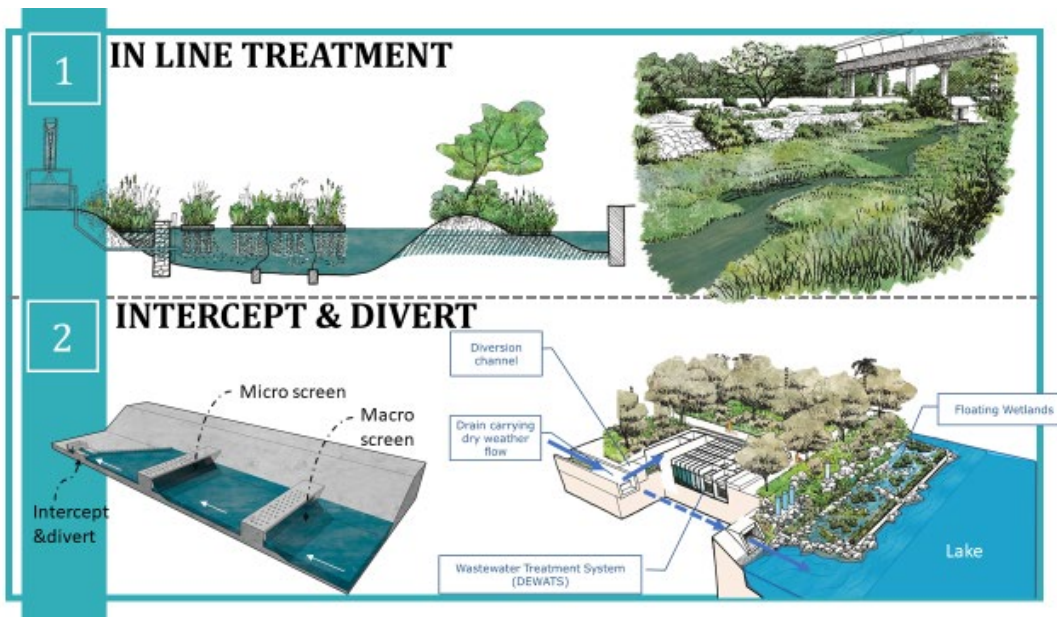 1
IN LINE TREATMENT
2
INTERCEPT & DIVERT
Micro screen
Macro
screen
Intercept
&divert
Diversion
channel
Drain carrying
dry weather
flow
Floating Wetlands
Wastewater Treatment System
(DEWATS)
Lake